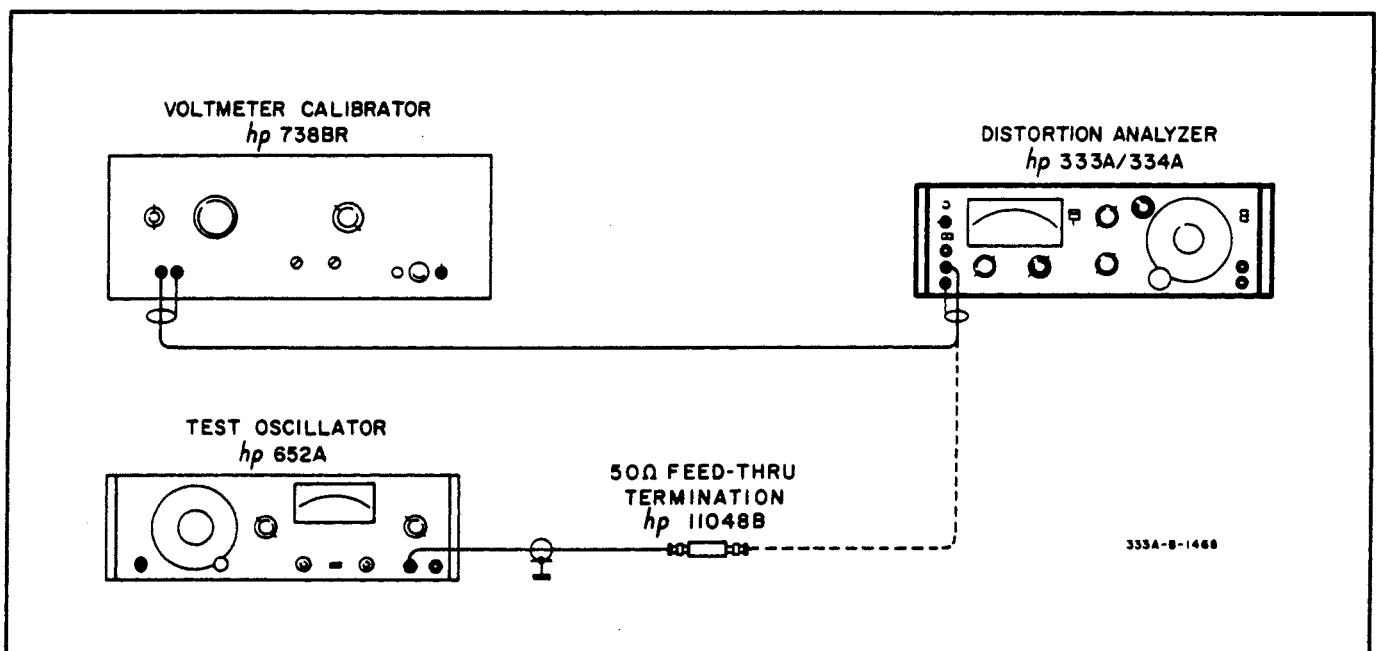 VOLTMETER CALIBRATOR
hp 738BR
DISTORTION ANALYZER
hp 333A/334A
TEST OSCILLATOR
hp 652A
50Ω FEED-THRU
TERMINATION
hp 11048B
333A-B-1468